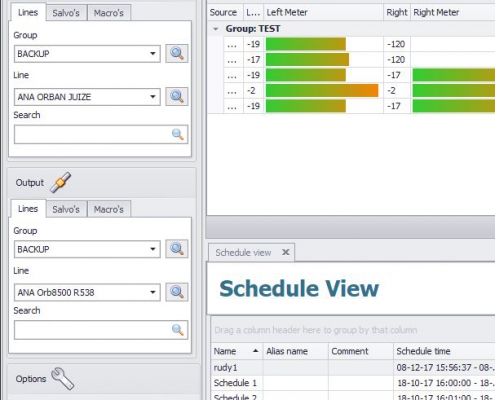 Lines Salvo's Macro's
Group
BACKUP
Line
ANA ORBAN JUIZE
Search
Output
Lines Salvo's Macro's
Group
BACKUP
Line
ANA Orb8500 R538
Search
Options
Source L... Left Meter Right Right Meter
Group: TEST
... -19 -120
... -17 -120
... -19 -17
... -2 -2
... -19 -17
Schedule view X
Schedule View
Drag a column header here to group by that column
Name Alias name Comment Schedule time
rudy1 08-12-17 15:56:37 - 08-..
Schedule 1 18-10-17 16:00:00 - 18-..
Schedule 2 18-10-17 16:01:00 - 18-